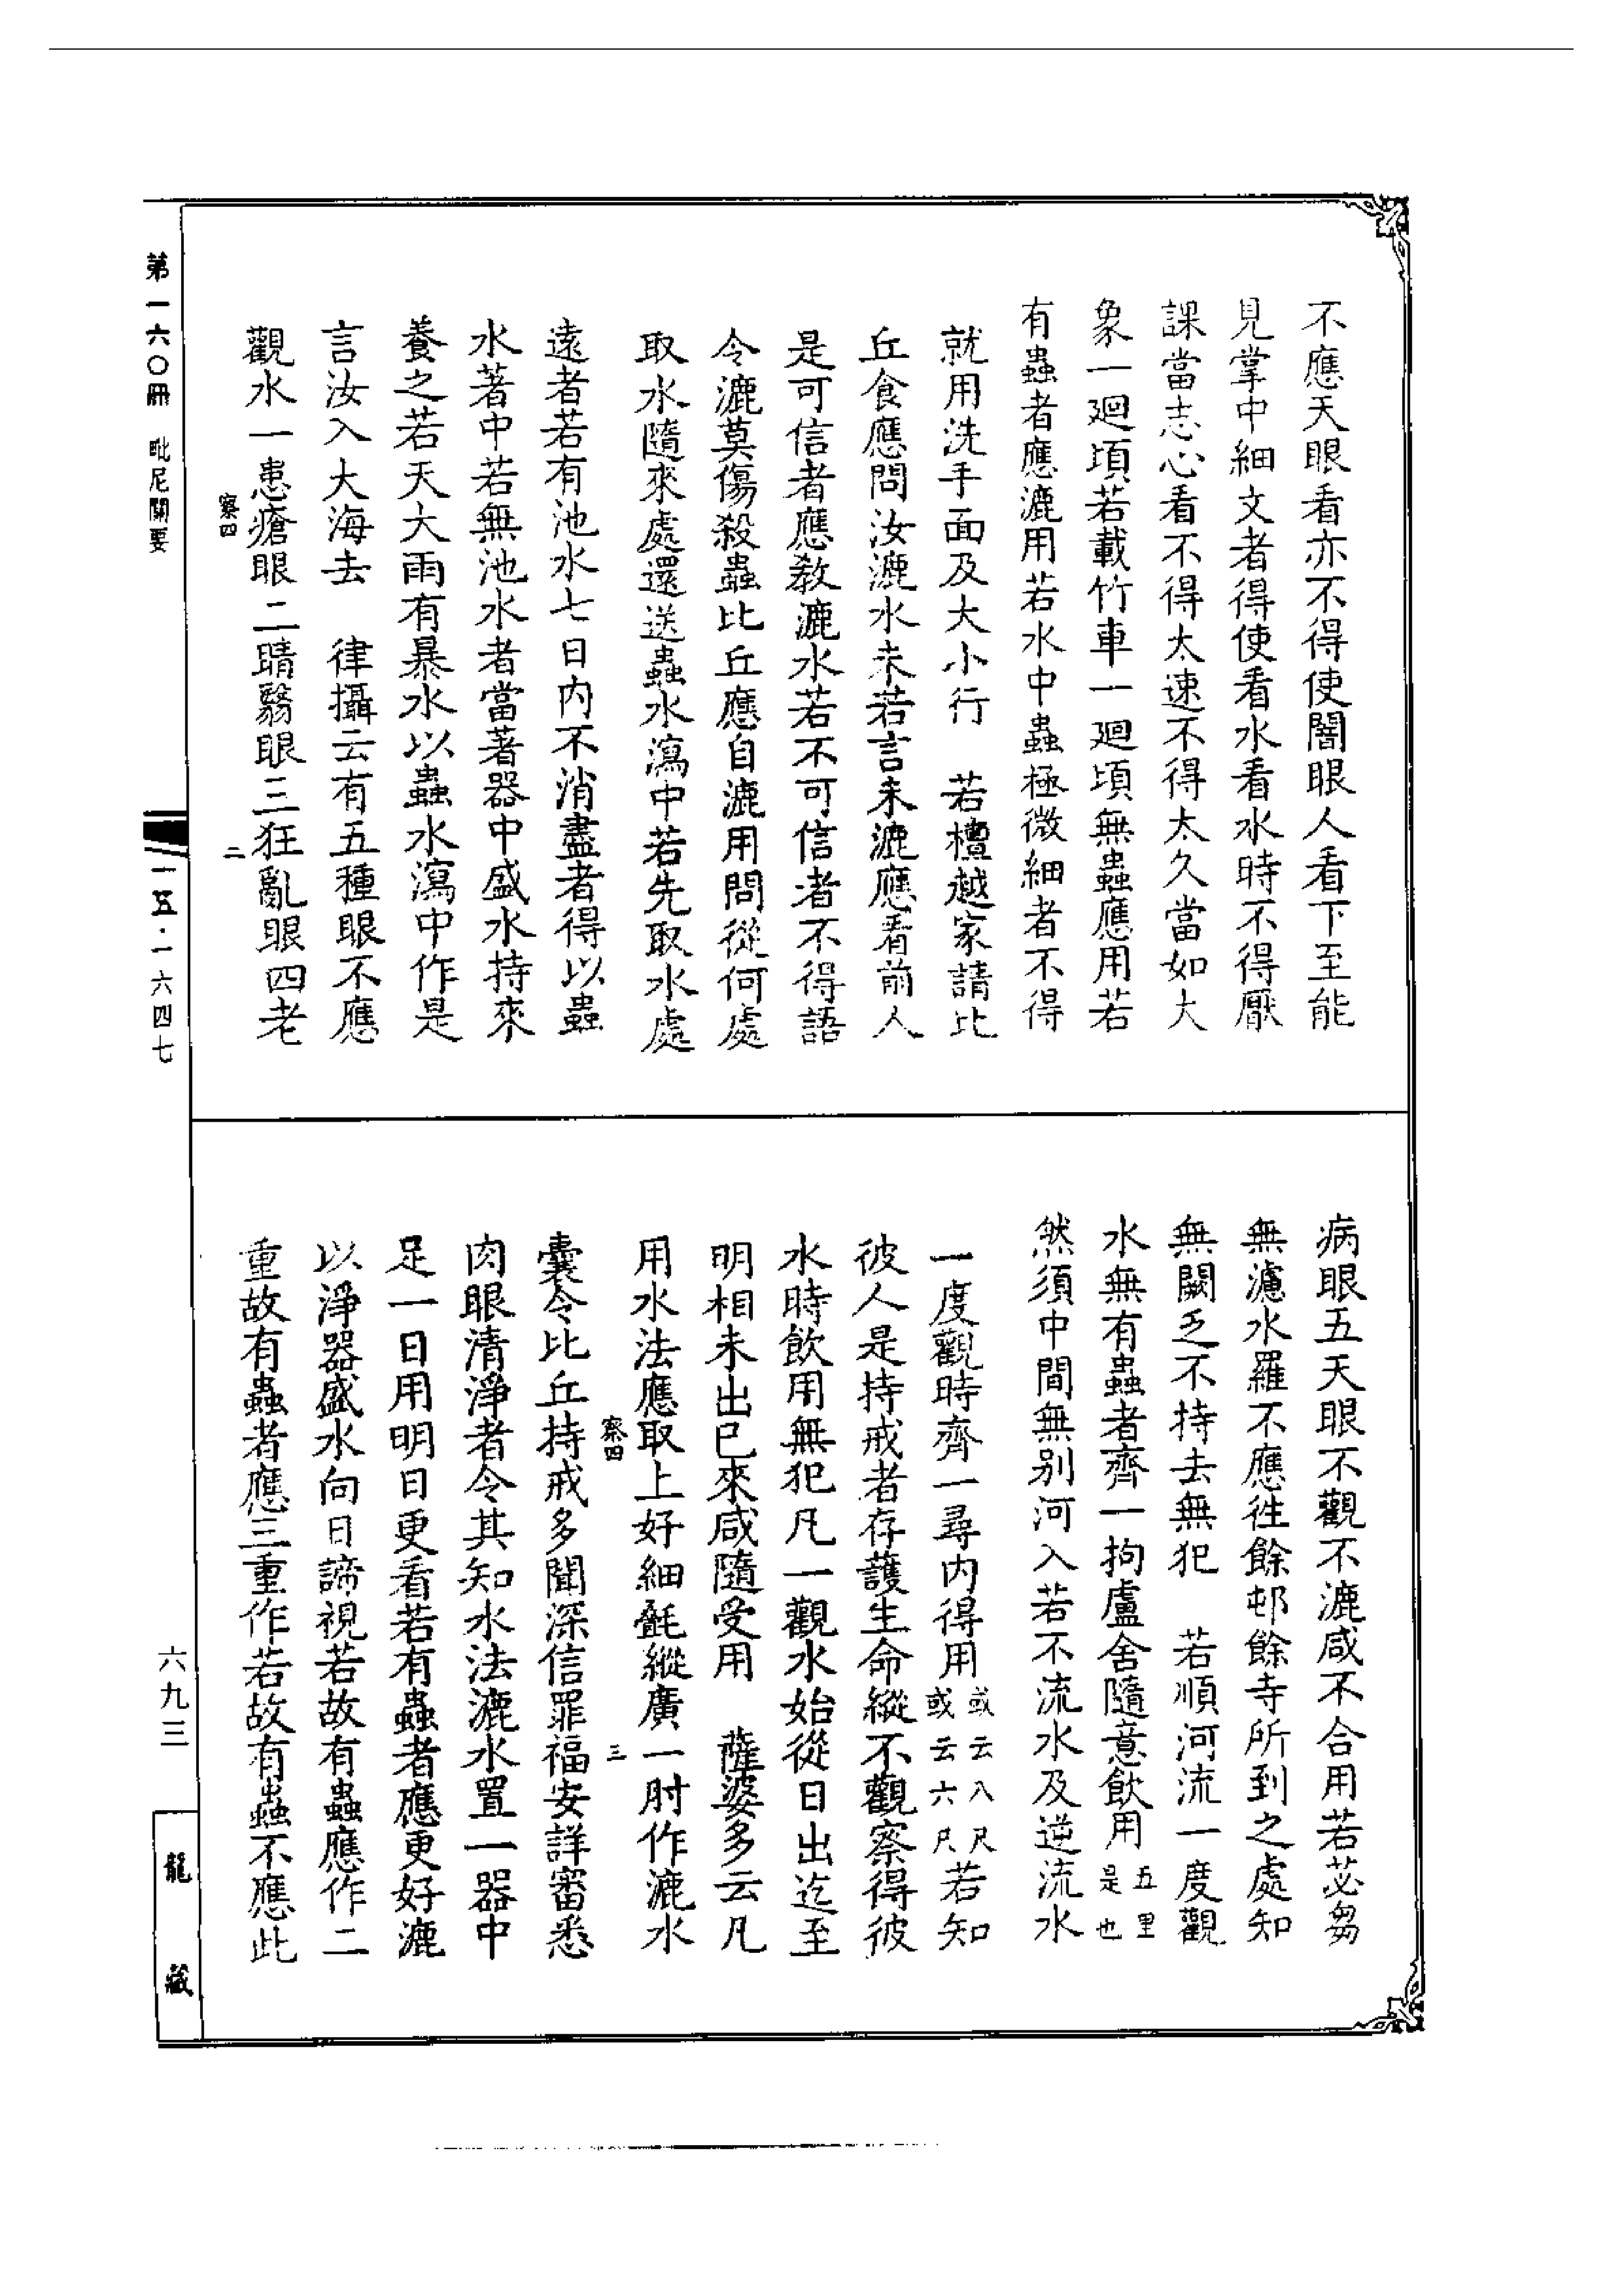 不應天眼看亦不得使闇眼人看下至能
見掌中細文者得使看水看水時不得厭
課當志心看不得太速不得太久當如大
象一迴頃若載竹車一迴頃無蟲應用若
有蟲者應漉用若水中蟲極微細者不得
就用洗手面及大小行　若檀越家請比
丘食應問汝漉水未若言未漉應看前人
是可信者應教漉水若不可信者不得語
令漉莫傷殺蟲比丘應自漉用問從何處
取水隨來處還送蟲水瀉中若先取水處
遠者若有池水七日內不消盡者得以蟲
水著中若無池水者當著器中盛水持來
養之若天大雨有暴水以蟲水瀉中作是
言汝入大海去　律攝云有五種眼不應
觀水一患瘡眼二睛翳眼三狂亂眼四老
察四　二
第一六〇冊　毗尼關要
一五·一六四七
病眼五天眼不觀不漉咸不合用若苾芻
無濾水羅不應往餘邨餘寺所到之處知
無闕乏不持去無犯　若順河流一度觀
水無有蟲者齊一拘盧舍隨意飲用五里是也
然須中間無別河入若不流水及逆流水
一度觀時齊一尋內得用或云八尺或云六尺若知
彼人是持戒者存護生命縱不觀察得彼
水時飲用無犯凡一觀水始從日出迄至
明相未出已來咸隨受用　薩婆多云凡
用水法應取上好細㲲縱廣一肘作漉水
察四　三
囊令比丘持戒多聞深信罪福安詳審悉
肉眼清淨者令其知水法漉水置一器中
足一日用明日更看若有蟲者應更好漉
以淨器盛水向日諦視若故有蟲應作二
重故有蟲者應三重作若故有蟲不應此
六九三
龍藏